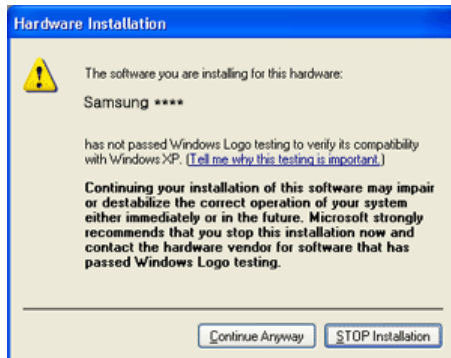 Hardware Installation
The software you are installing for this hardware:
Samsung ****
has not passed Windows Logo testing to verify its compatibility
with Windows XP. (Tell me why this testing is important.)
Continuing your installation of this software may impair
or destabilize the correct operation of your system
either immediately or in the future. Microsoft strongly
recommends that you stop this installation now and
contact the hardware vendor for software that has
passed Windows Logo testing.
Continue Anyway STOP Installation